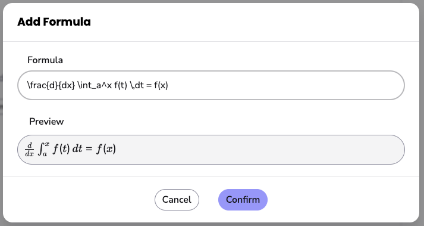 Add Formula
Formula
\frac{d}{dx} \int_a^x f(t) \,dt = f(x)
Preview
d/dx ∫_a^x f(t) dt = f(x)
Cancel Confirm